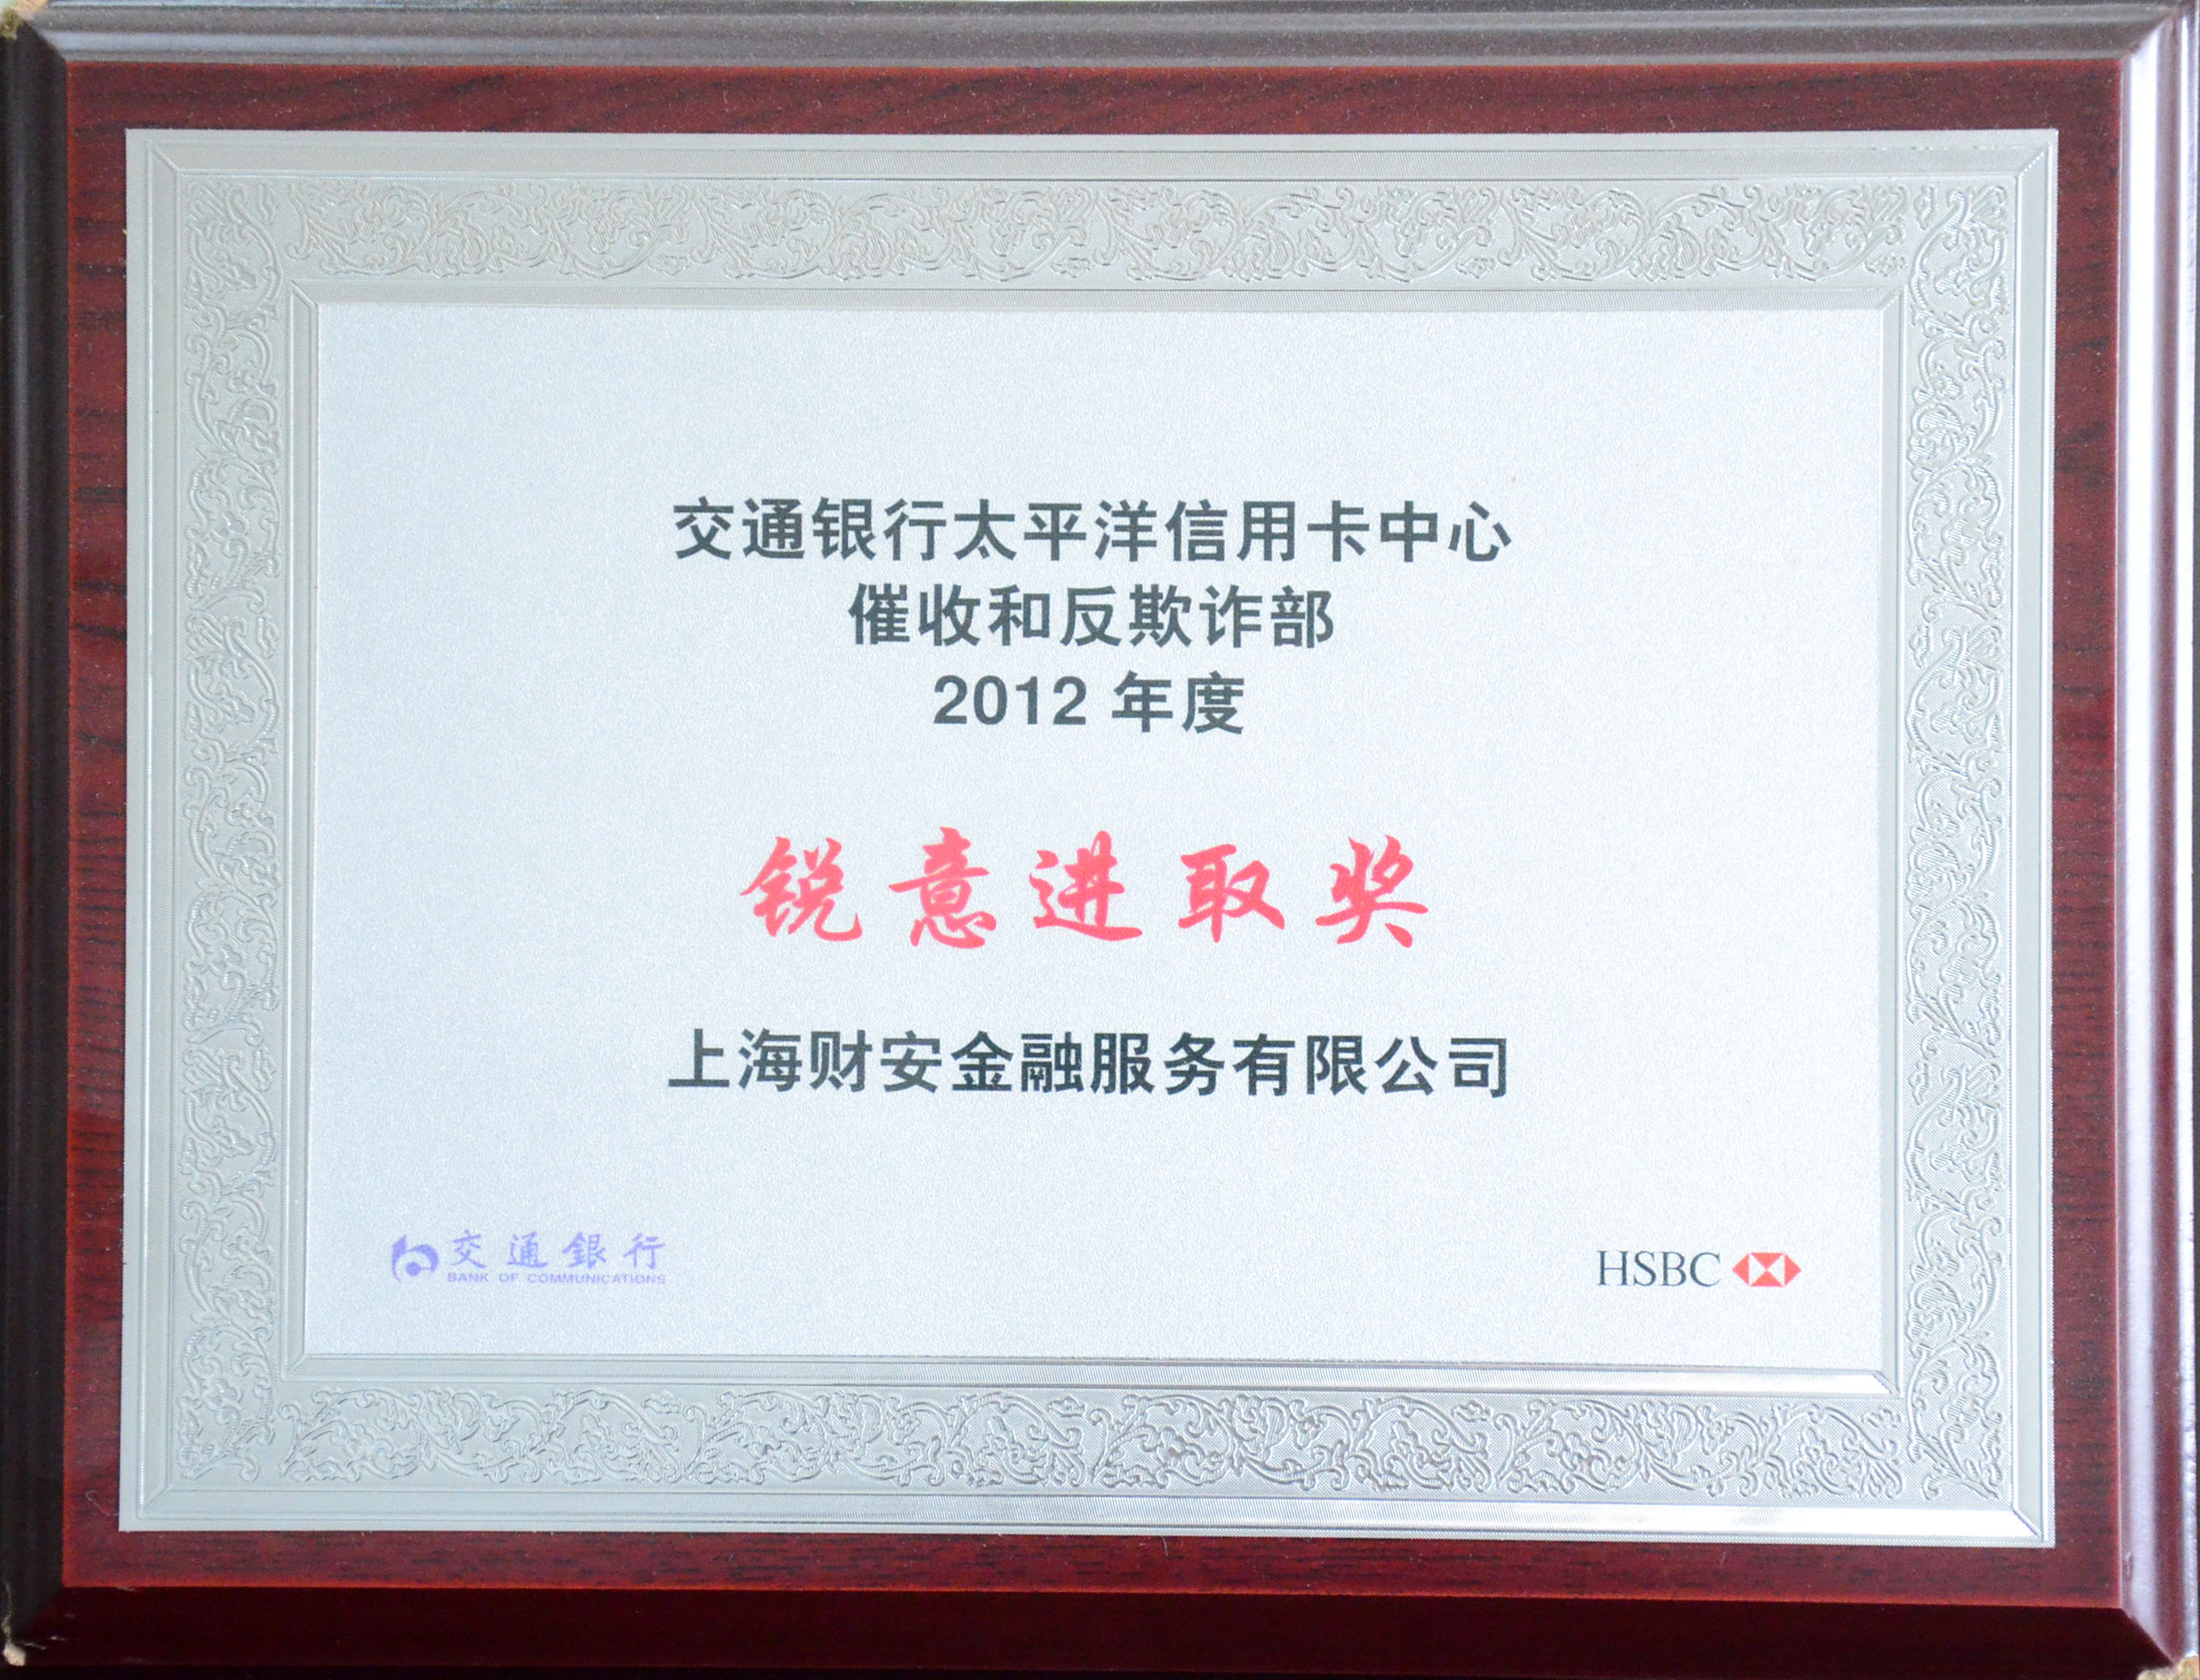 交通银行太平洋信用卡中心
催收和反欺诈部
2012 年度
锐意进取奖
上海财安金融服务有限公司
交通銀行
BANK OF COMMUNICATIONS
HSBC